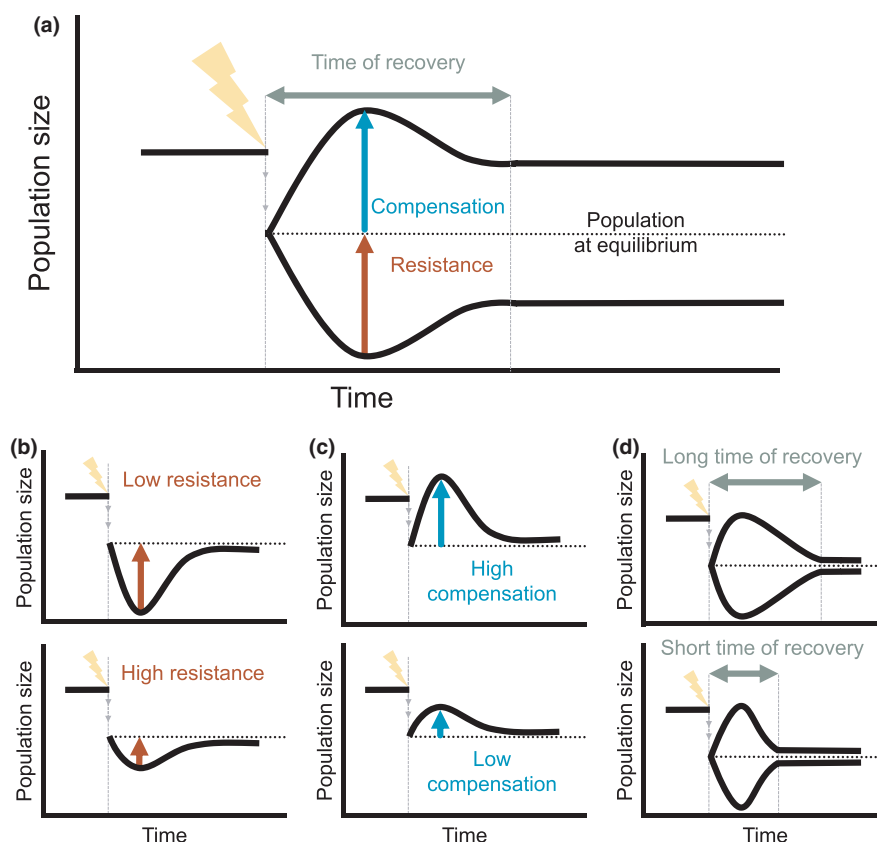 (a)
Population size
Time of recovery
Compensation
Population
at equilibrium
Resistance
Time
(b)
Population size
Low resistance
Population size
High resistance
Time
(c)
Population size
High
compensation
Population size
Low
compensation
Time
(d)
Population size
Long time of recovery
Population size
Short time of recovery
Time